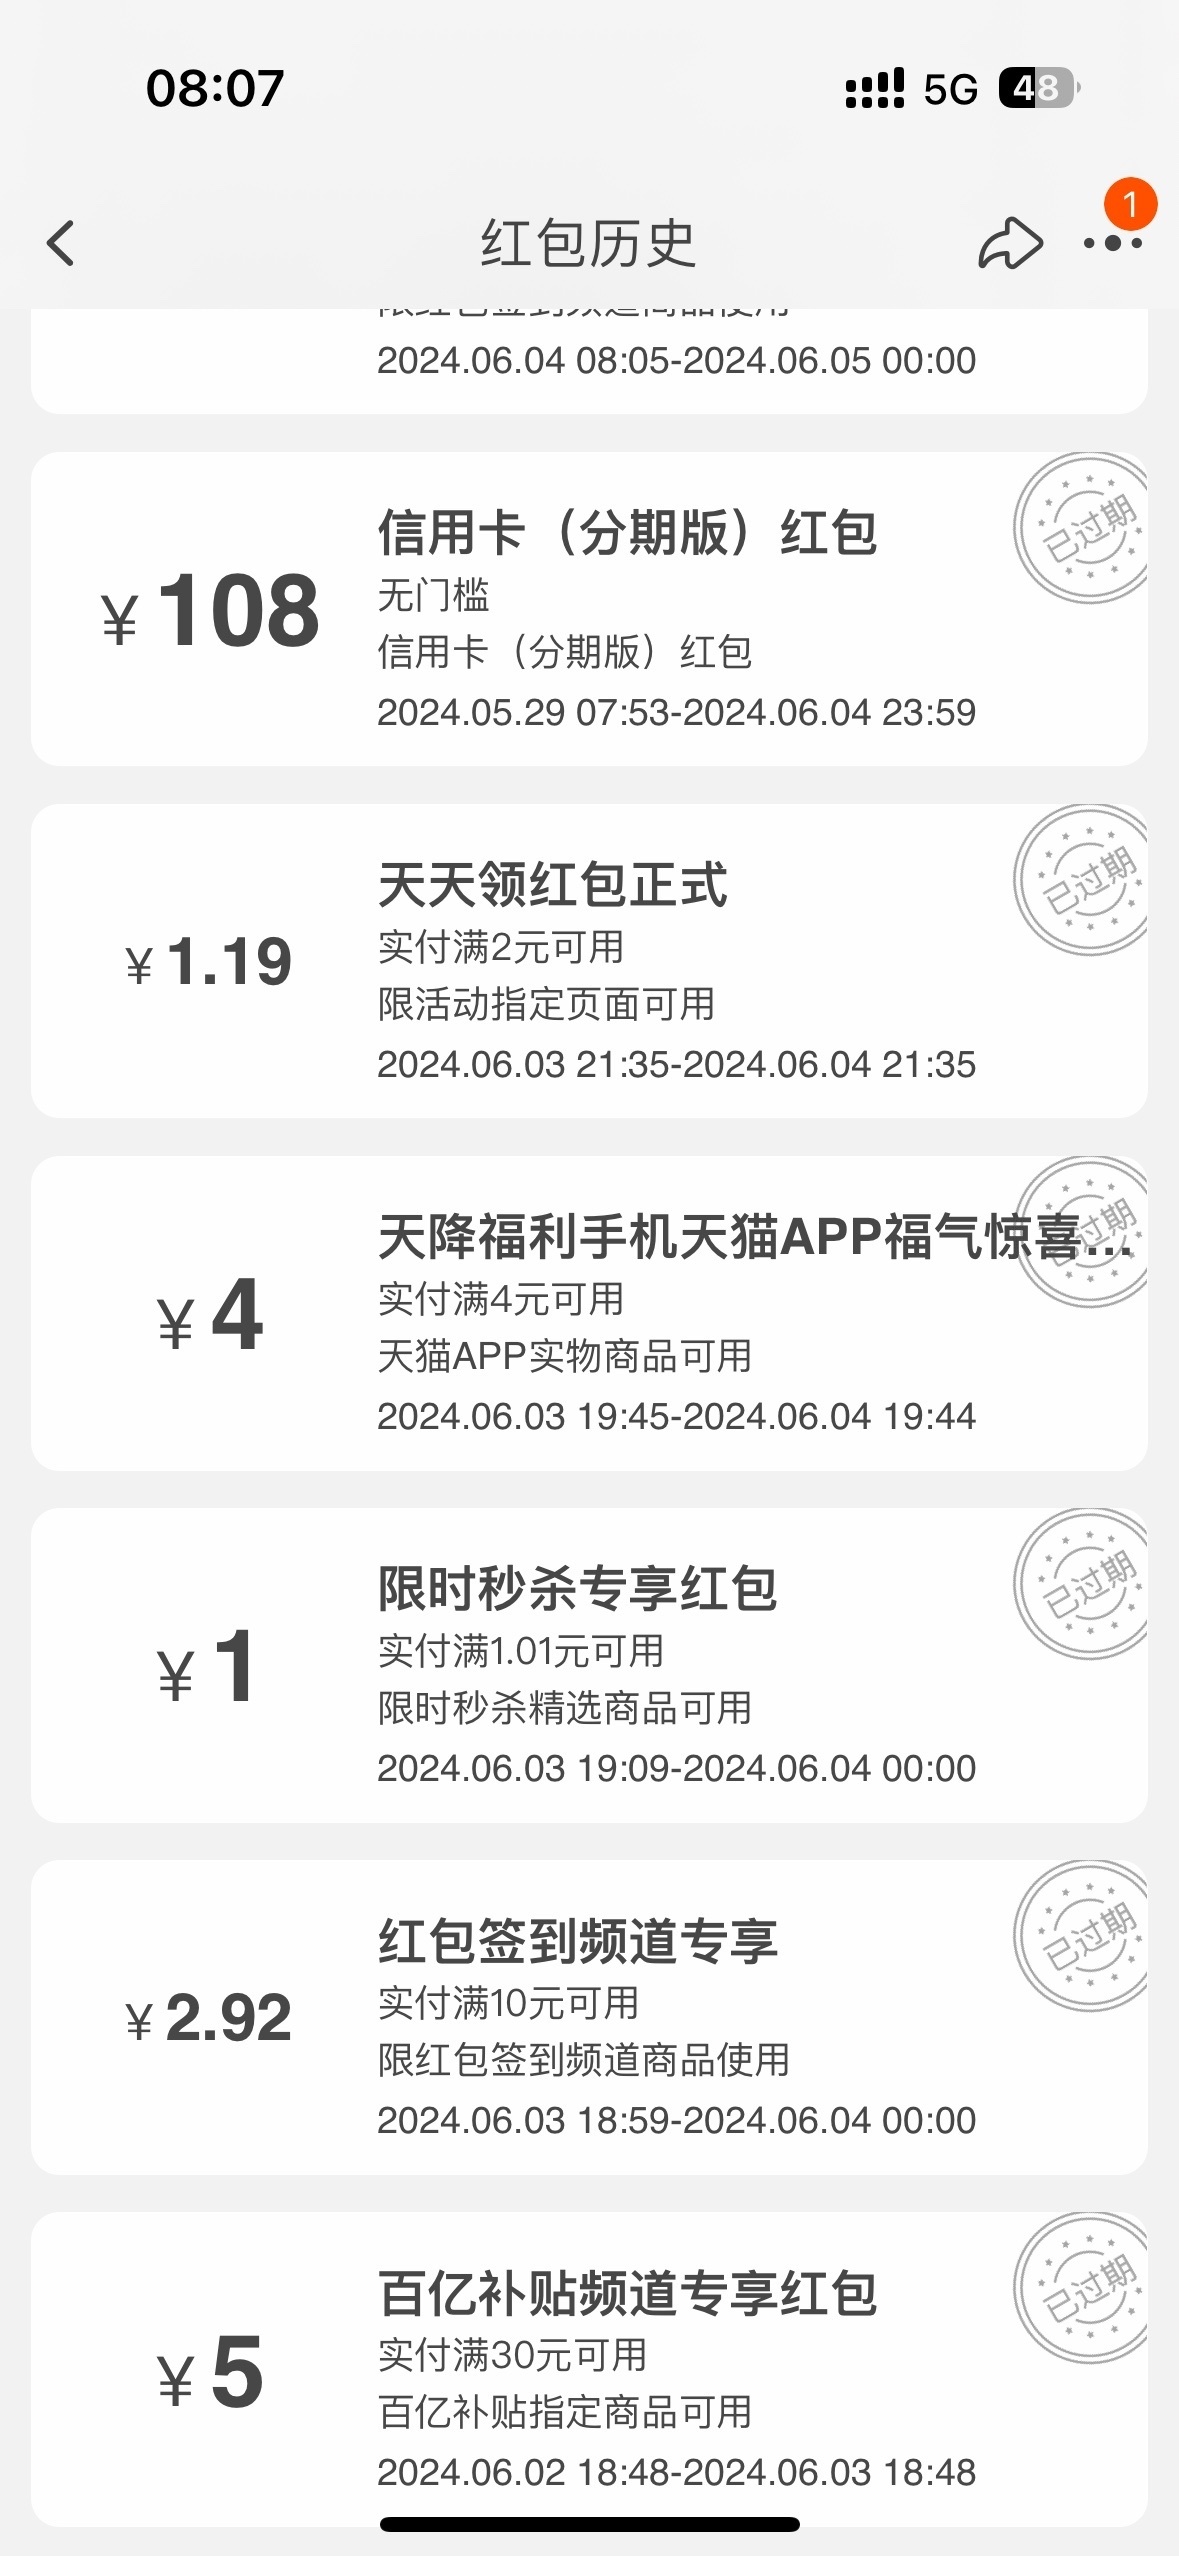 08:07
5G 48
1
红包历史
限红包签到频道商品使用
2024.06.04 08:05-2024.06.05 00:00
已过期
信用卡（分期版）红包
¥ 108
无门槛
信用卡（分期版）红包
2024.05.29 07:53-2024.06.04 23:59
已过期
天天领红包正式
¥ 1.19
实付满2元可用
限活动指定页面可用
2024.06.03 21:35-2024.06.04 21:35
已过期
天降福利手机天猫APP福气惊喜...
¥ 4
实付满4元可用
天猫APP实物商品可用
2024.06.03 19:45-2024.06.04 19:44
已过期
限时秒杀专享红包
¥ 1
实付满1.01元可用
限时秒杀精选商品可用
2024.06.03 19:09-2024.06.04 00:00
已过期
红包签到频道专享
¥ 2.92
实付满10元可用
限红包签到频道商品使用
2024.06.03 18:59-2024.06.04 00:00
已过期
百亿补贴频道专享红包
¥ 5
实付满30元可用
百亿补贴指定商品可用
2024.06.02 18:48-2024.06.03 18:48